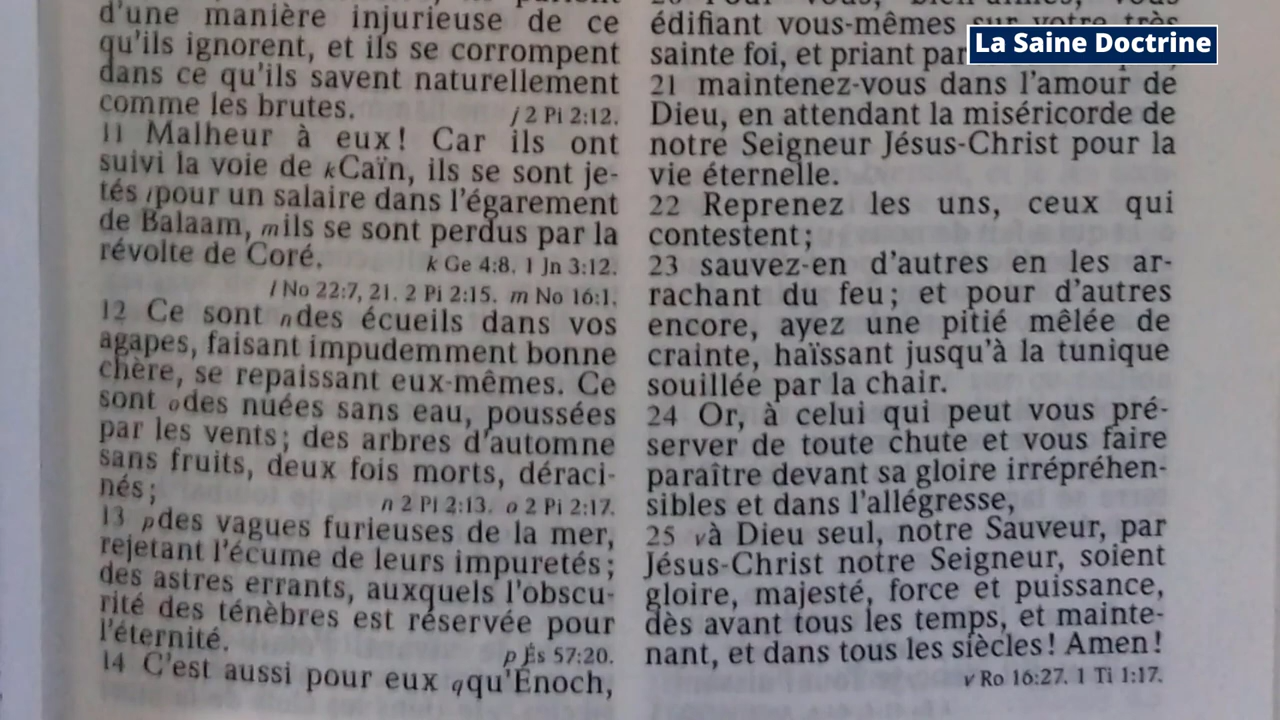 d'une manière injurieuse de ce
qu'ils ignorent, et ils se corrompent
dans ce qu'ils savent naturellement
comme les brutes. j 2 Pi 2:12.
11 Malheur à eux! Car ils ont
suivi la voie de kCaïn, ils se sont je-
tés lpour un salaire dans l'égarement
de Balaam, mils se sont perdus par la
révolte de Coré. k Ge 4:8. 1 Jn 3:12.
l No 22:7, 21. 2 Pi 2:15. m No 16:1.
12 Ce sont ndes écueils dans vos
agapes, faisant impudemment bonne
chère, se repaissant eux-mêmes. Ce
sont odes nuées sans eau, poussées
par les vents; des arbres d'automne
sans fruits, deux fois morts, déraci-
nés; n 2 Pi 2:13. o 2 Pi 2:17.
13 pdes vagues furieuses de la mer,
rejetant l'écume de leurs impuretés;
des astres errants, auxquels l'obscu-
rité des ténèbres est réservée pour
l'éternité. p És 57:20.
14 C'est aussi pour eux qqu'Énoch,
édifiant vous-mêmes sur votre très
sainte foi, et priant par
21 maintenez-vous dans l'amour de
Dieu, en attendant la miséricorde de
notre Seigneur Jésus-Christ pour la
vie éternelle.
22 Reprenez les uns, ceux qui
contestent;
23 sauvez-en d'autres en les ar-
rachant du feu; et pour d'autres
encore, ayez une pitié mêlée de
crainte, haïssant jusqu'à la tunique
souillée par la chair.
24 Or, à celui qui peut vous pré-
server de toute chute et vous faire
paraître devant sa gloire irrépréhen-
sibles et dans l'allégresse,
25 và Dieu seul, notre Sauveur, par
Jésus-Christ notre Seigneur, soient
gloire, majesté, force et puissance,
dès avant tous les temps, et mainte-
nant, et dans tous les siècles! Amen!
v Ro 16:27. 1 Ti 1:17.
La Saine Doctrine